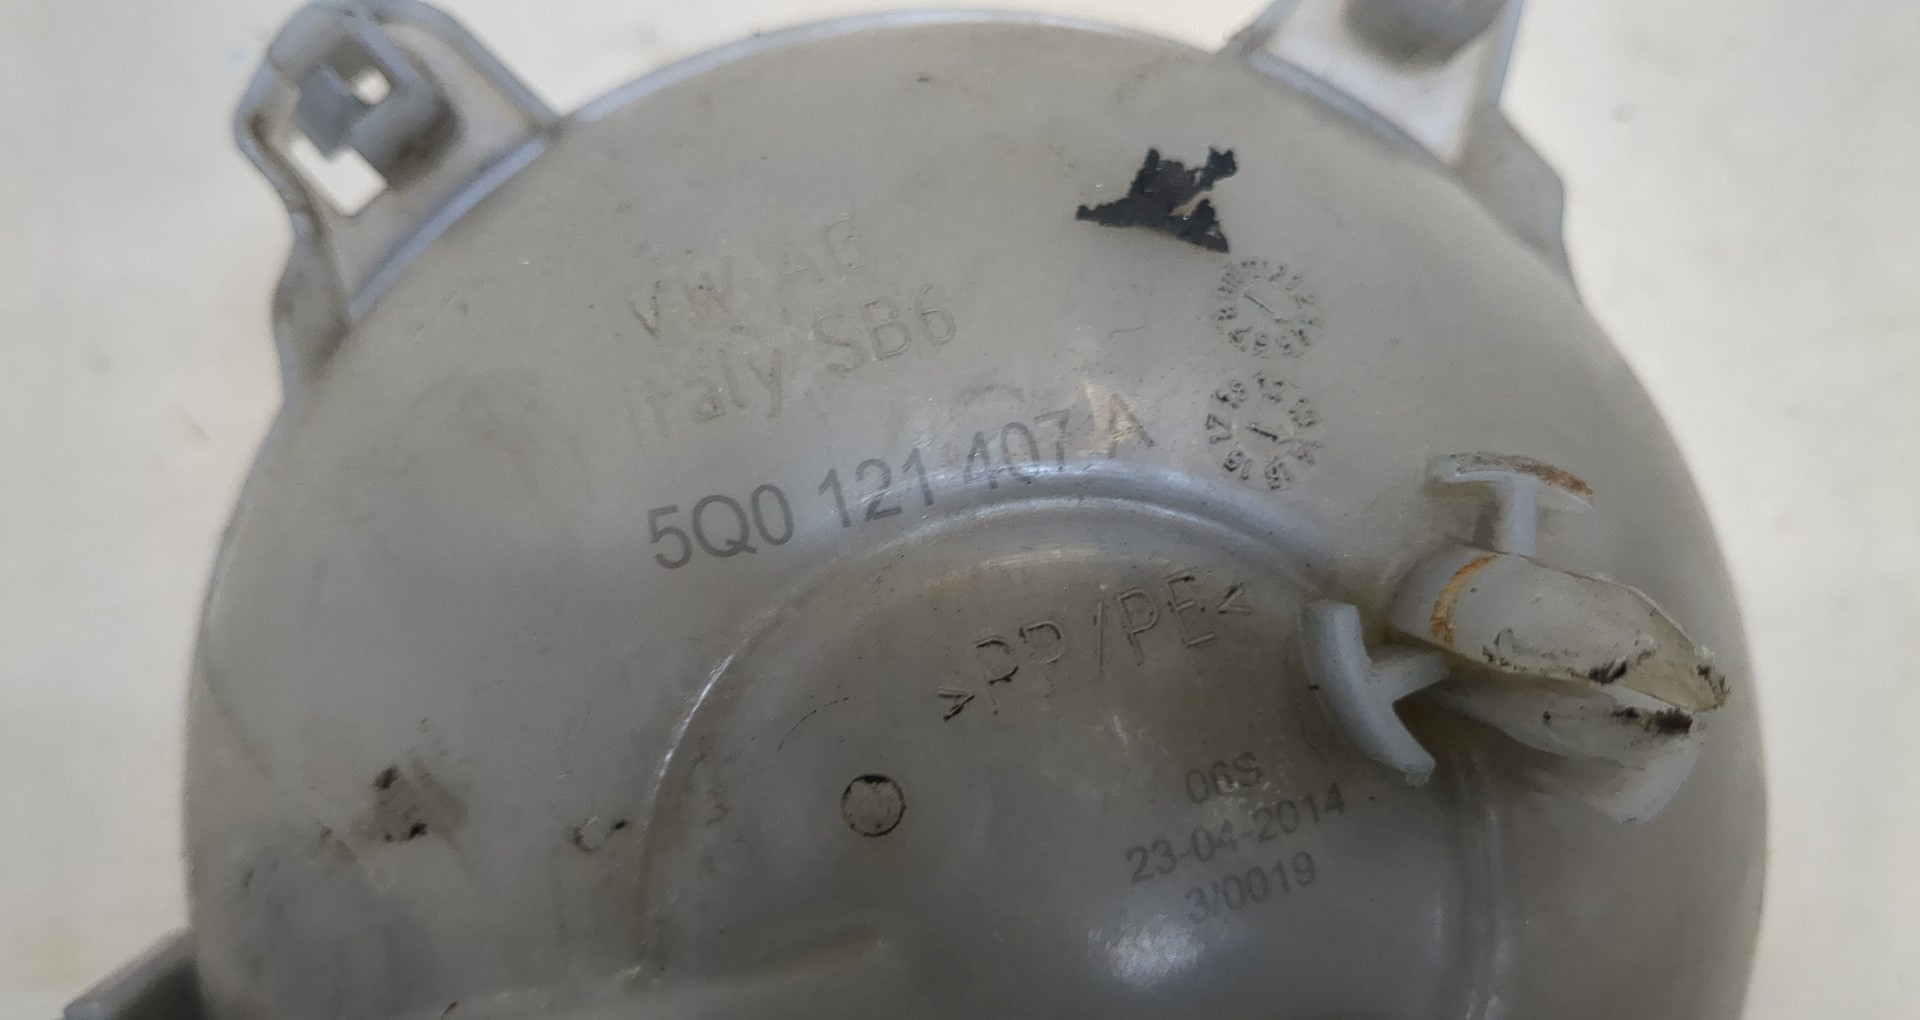 VW AG
Italy SB6
5Q0 121 407 A
>PP/PE<
06S
23-04-2014
3/0019